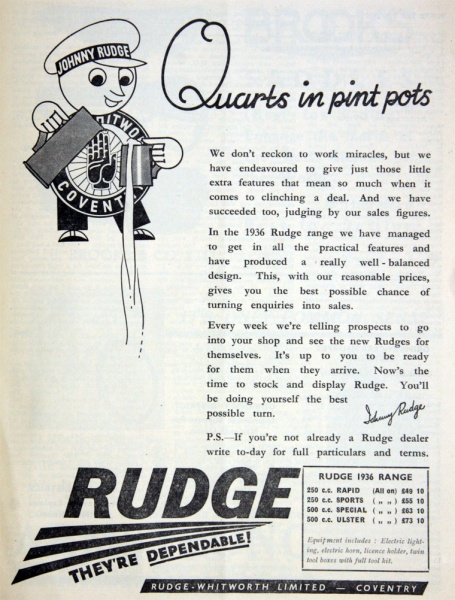 JOHNNY RUDGE
Quarts in pint pots
WHITWO
COVENT
We don't reckon to work miracles, but we
have endeavoured to give just those little
extra features that mean so much when it
comes to clinching a deal. And we have
succeeded too, judging by our sales figures.
In the 1936 Rudge range we have managed
to get in all the practical features and
have produced a really well-balanced
design. This, with our reasonable prices,
gives you the best possible chance of
turning enquiries into sales.
Every week we're telling prospects to go
into your shop and see the new Rudges for
themselves. It's up to you to be ready
for them when they arrive. Now's the
time to stock and display Rudge. You'll
be doing yourself the best
possible turn.
Johnny Rudge
P.S.—If you're not already a Rudge dealer
write to-day for full particulars and terms.
RUDGE
THEY'RE DEPENDABLE!
RUDGE 1936 RANGE
250 c.c. RAPID (All on) £49 10
250 c.c. SPORTS ( „ „ ) £55 10
500 c.c. SPECIAL ( „ „ ) £63 10
500 c.c. ULSTER ( „ „ ) £73 10
Equipment includes : Electric light-
ing, electric horn, licence holder, twin
tool boxes with full tool kit.
RUDGE-WHITWORTH LIMITED — COVENTRY